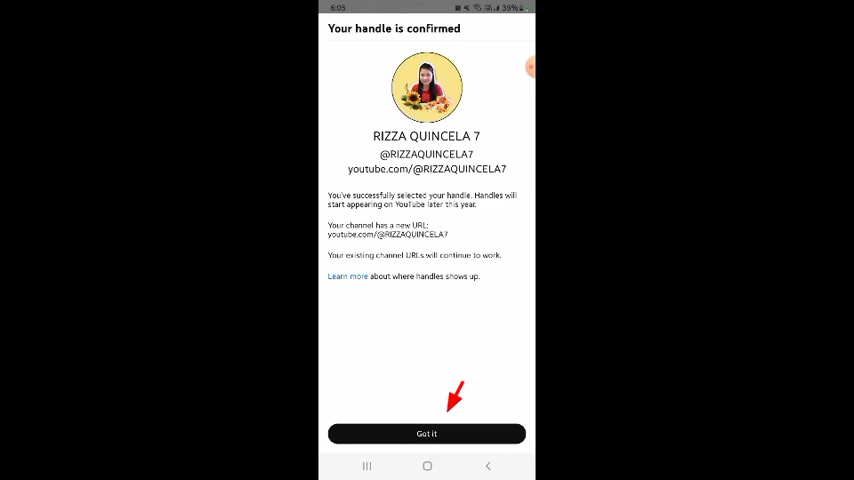 6:05
39%
Your handle is confirmed
RIZZA QUINCELA 7
@RIZZAQUINCELA7
youtube.com/@RIZZAQUINCELA7
You've successfully selected your handle. Handles will
start appearing on YouTube later this year.
Your channel has a new URL:
youtube.com/@RIZZAQUINCELA7
Your existing channel URLs will continue to work.
Learn more about where handles shows up.
Got it